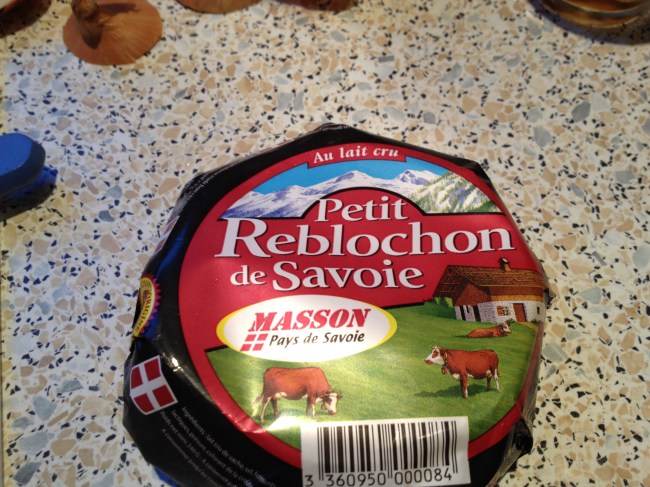 Au lait cru
Petit
Reblochon
de Savoie
MASSON
Pays de Savoie
3 360950 000084